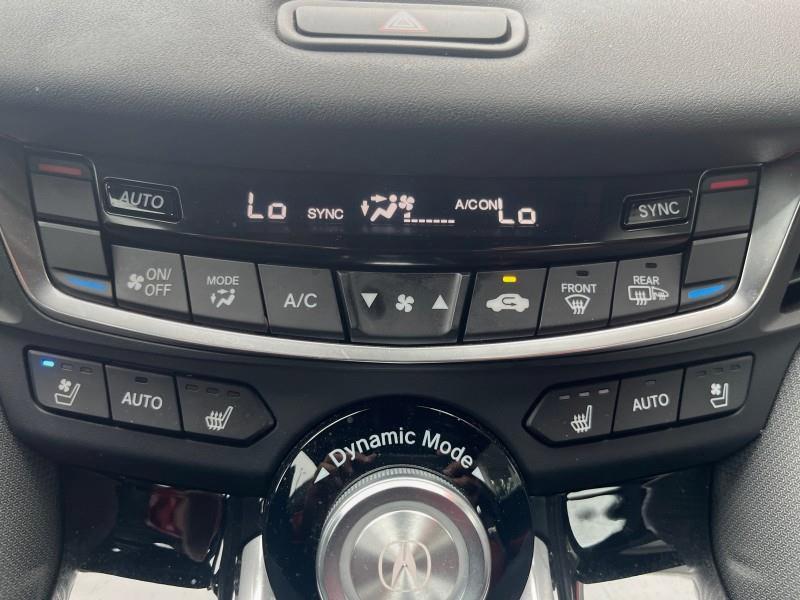 AUTO
Lo SYNC A/CON Lo
SYNC
ON/
OFF
MODE
A/C
FRONT
REAR
AUTO
AUTO
Dynamic Mode